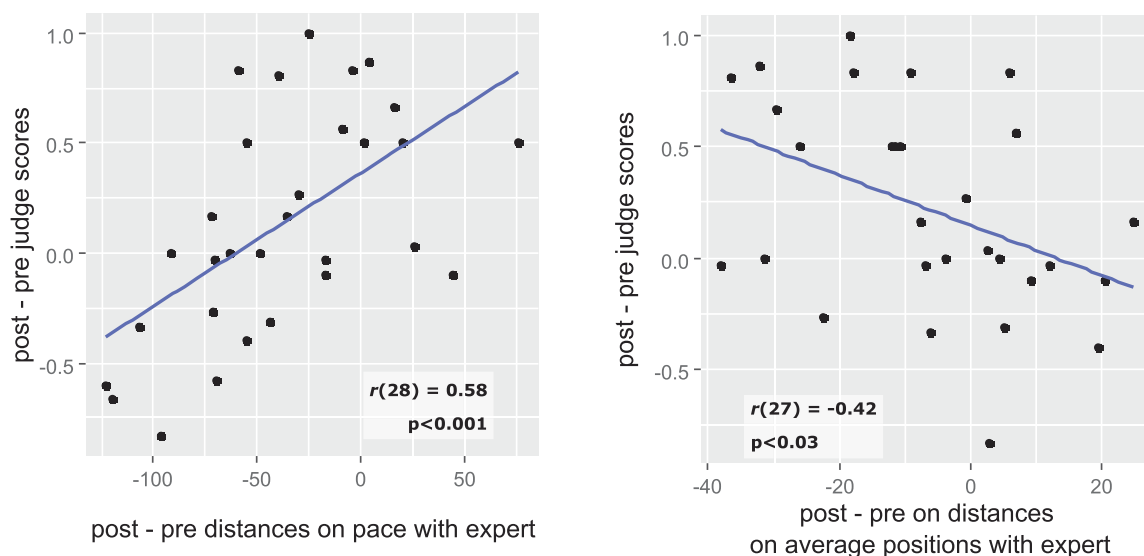 post - pre judge scores
1.0
0.5
0.0
-0.5
r(28) = 0.58
p<0.001
-100
-50
0
50
post - pre distances on pace with expert
post - pre judge scores
1.0
0.5
0.0
-0.5
r(27) = -0.42
p<0.03
-40
-20
0
20
post - pre on distances
on average positions with expert